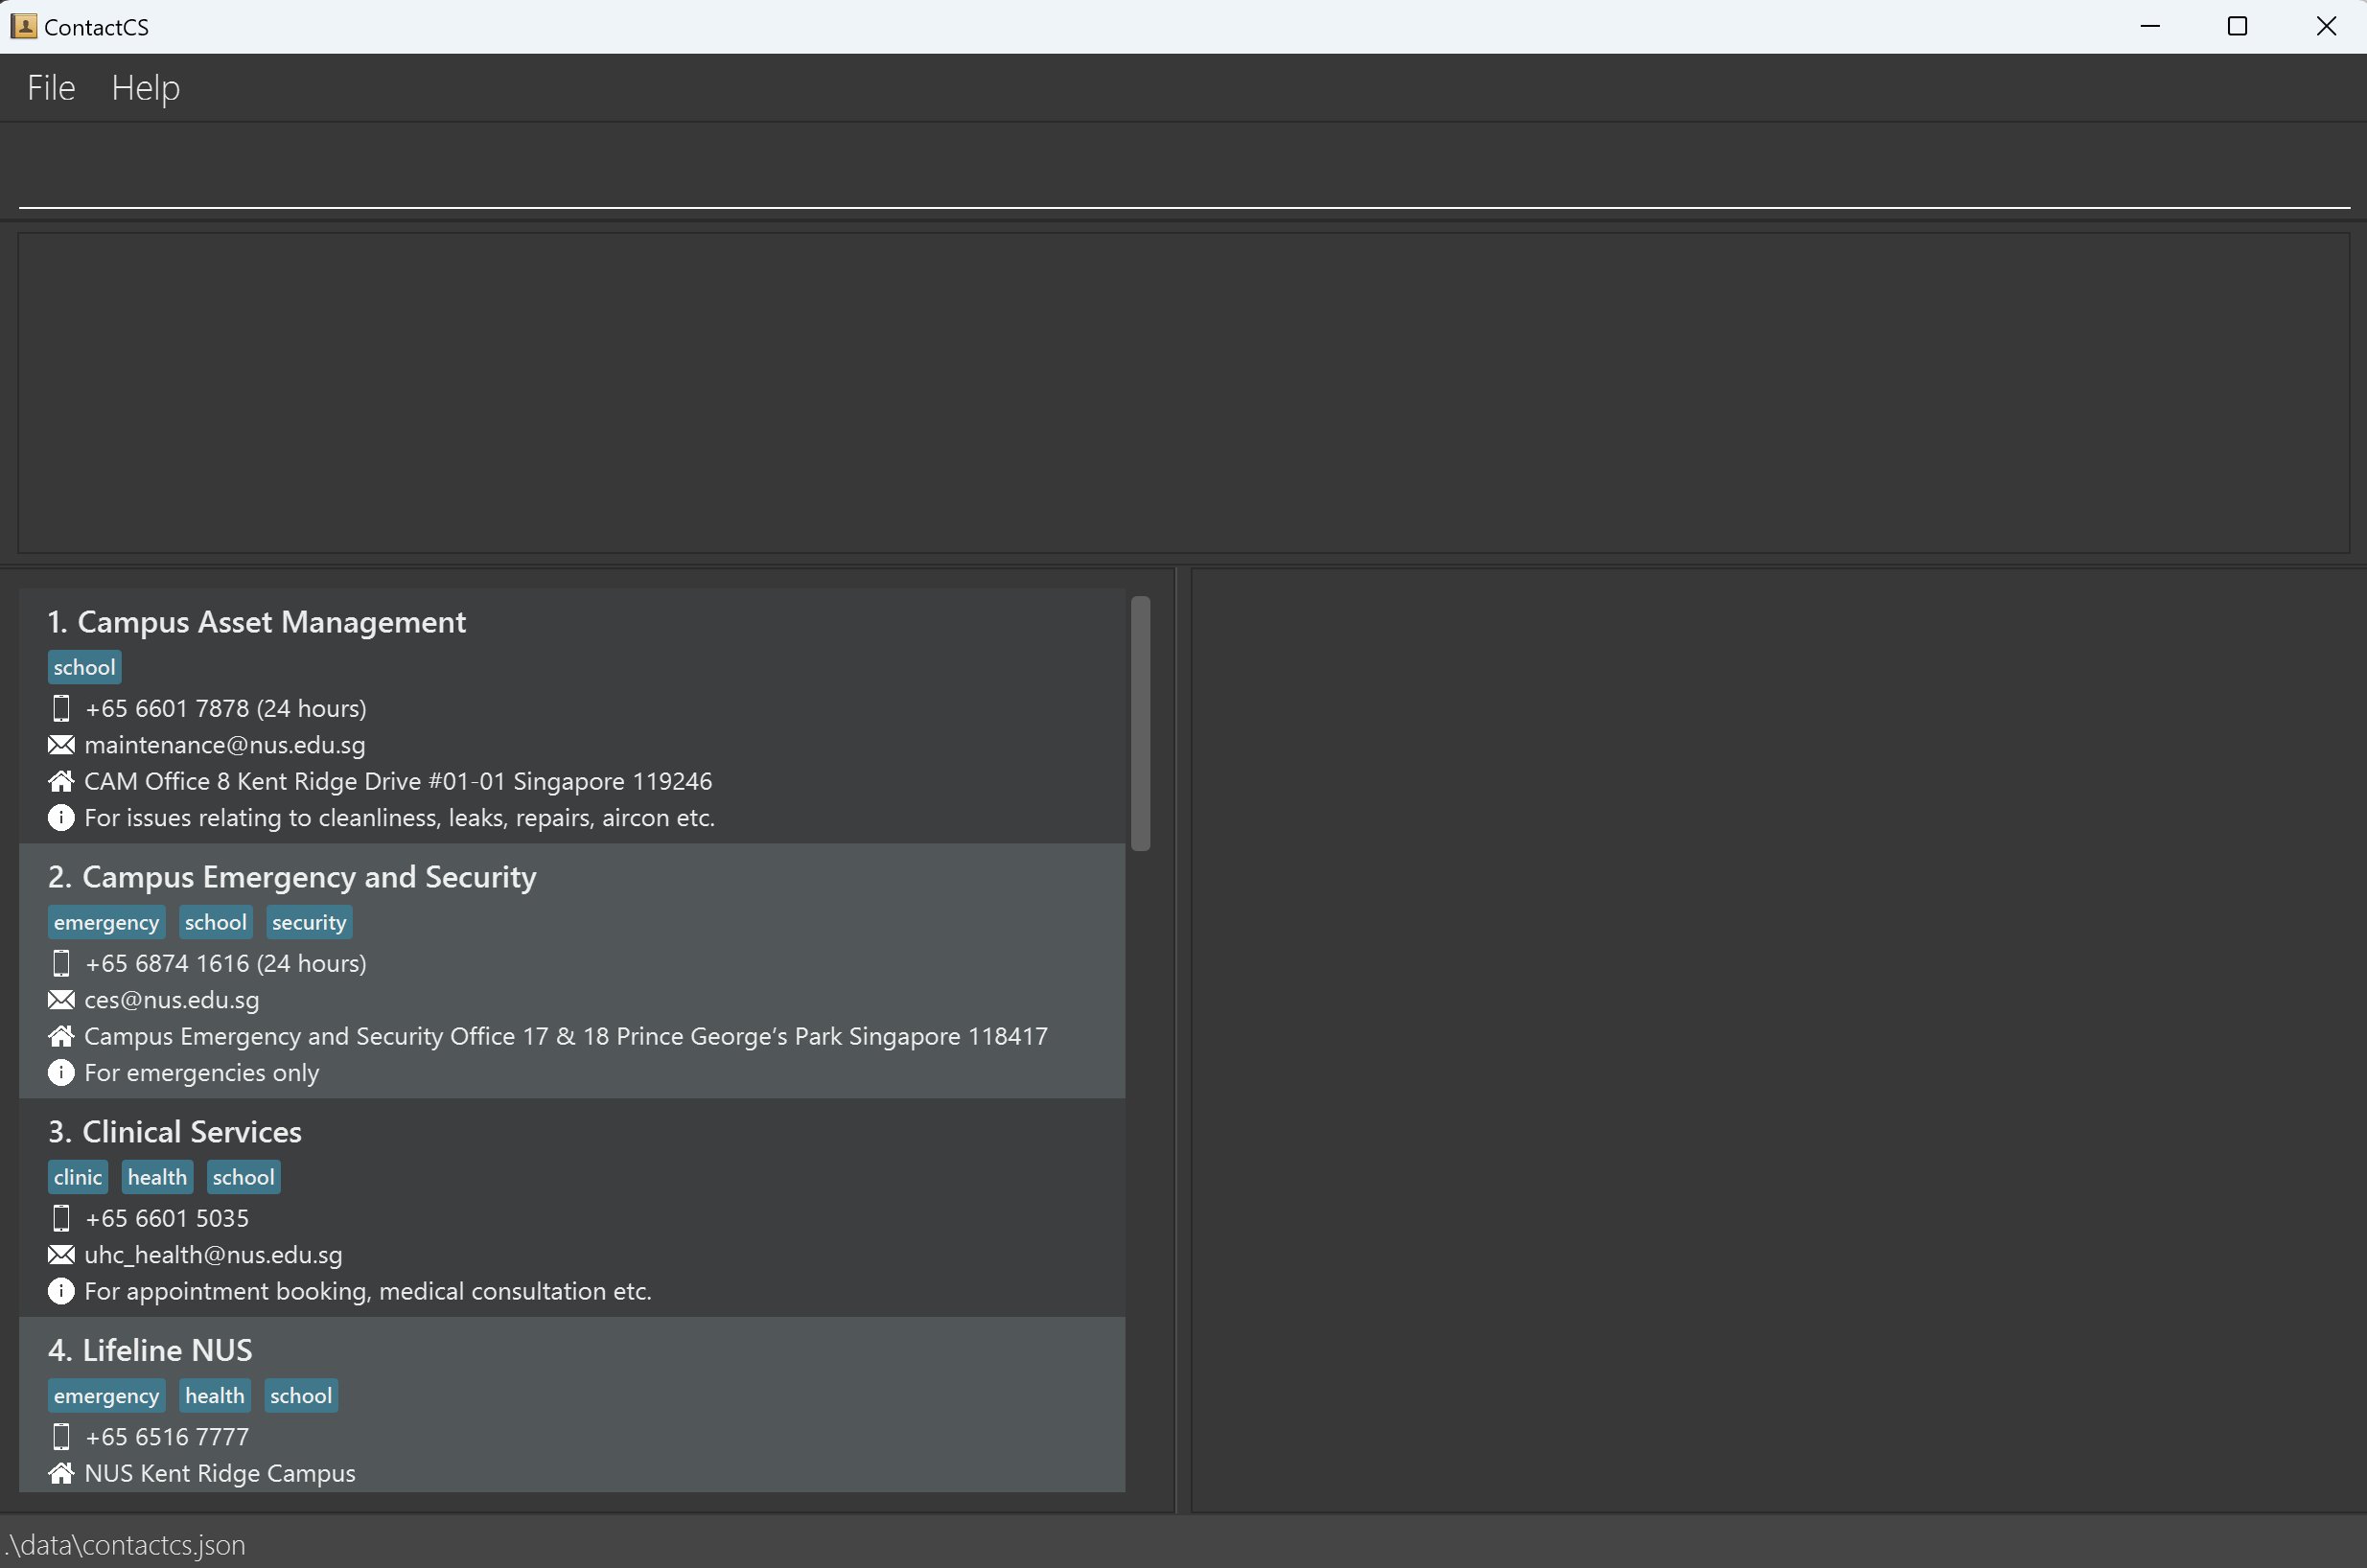 ContactCS
File Help
1. Campus Asset Management
school
+65 6601 7878 (24 hours)
maintenance@nus.edu.sg
CAM Office 8 Kent Ridge Drive #01-01 Singapore 119246
For issues relating to cleanliness, leaks, repairs, aircon etc.
2. Campus Emergency and Security
emergency school security
+65 6874 1616 (24 hours)
ces@nus.edu.sg
Campus Emergency and Security Office 17 & 18 Prince George’s Park Singapore 118417
For emergencies only
3. Clinical Services
clinic health school
+65 6601 5035
uhc_health@nus.edu.sg
For appointment booking, medical consultation etc.
4. Lifeline NUS
emergency health school
+65 6516 7777
NUS Kent Ridge Campus
.\data\contactcs.json